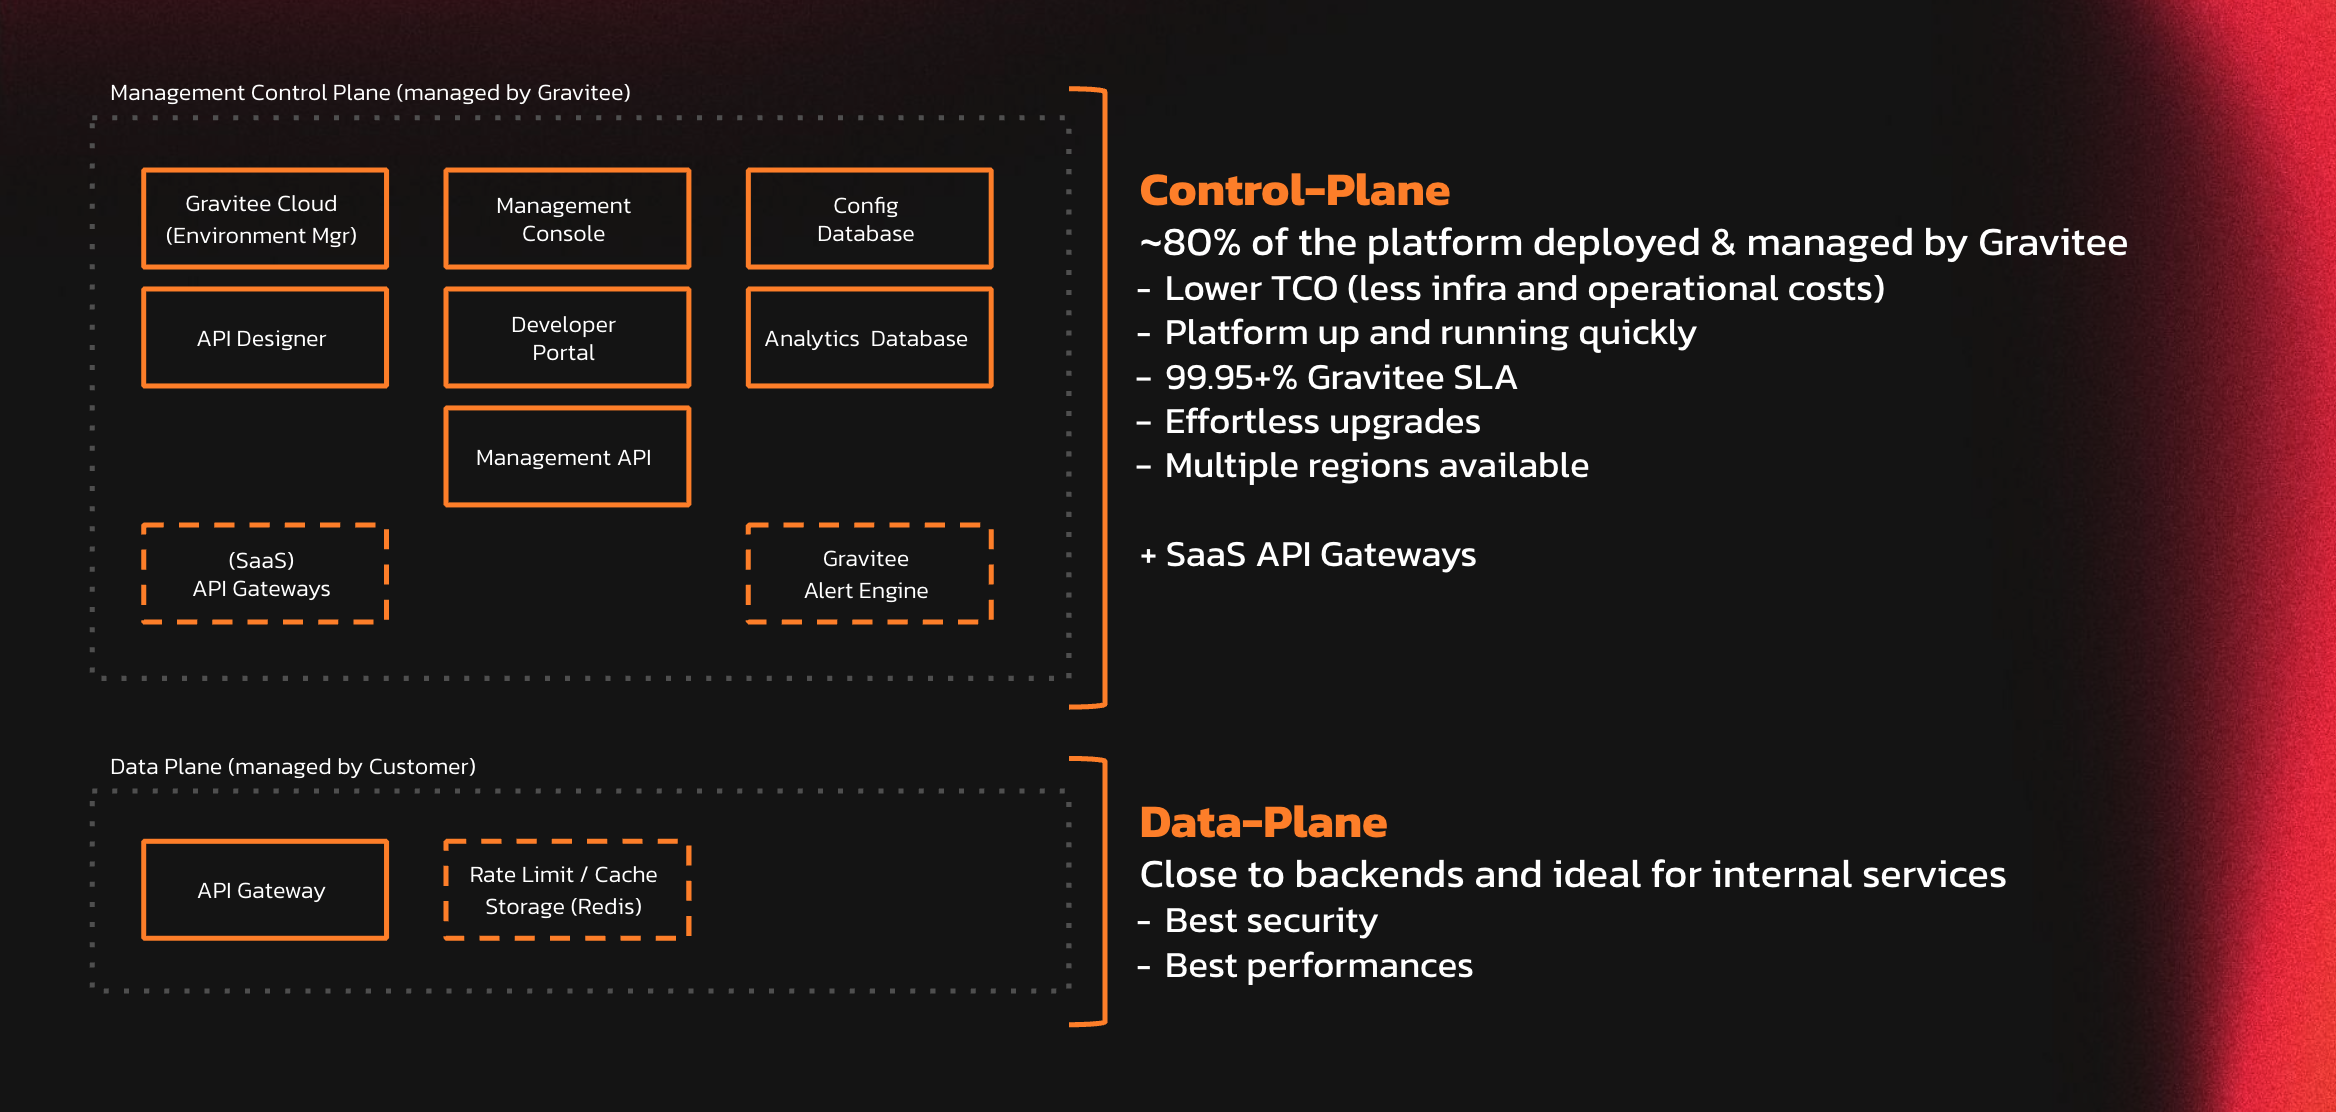 Management Control Plane (managed by Gravitee)
Gravitee Cloud
(Environment Mgr)
Management
Console
Config
Database
API Designer
Developer
Portal
Analytics  Database
Management API
(SaaS)
API Gateways
Gravitee
Alert Engine
Control-Plane
~80% of the platform deployed & managed by Gravitee
- Lower TCO (less infra and operational costs)
- Platform up and running quickly
- 99.95+% Gravitee SLA
- Effortless upgrades
- Multiple regions available
+ SaaS API Gateways
Data Plane (managed by Customer)
API Gateway
Rate Limit / Cache
Storage (Redis)
Data-Plane
Close to backends and ideal for internal services
- Best security
- Best performances